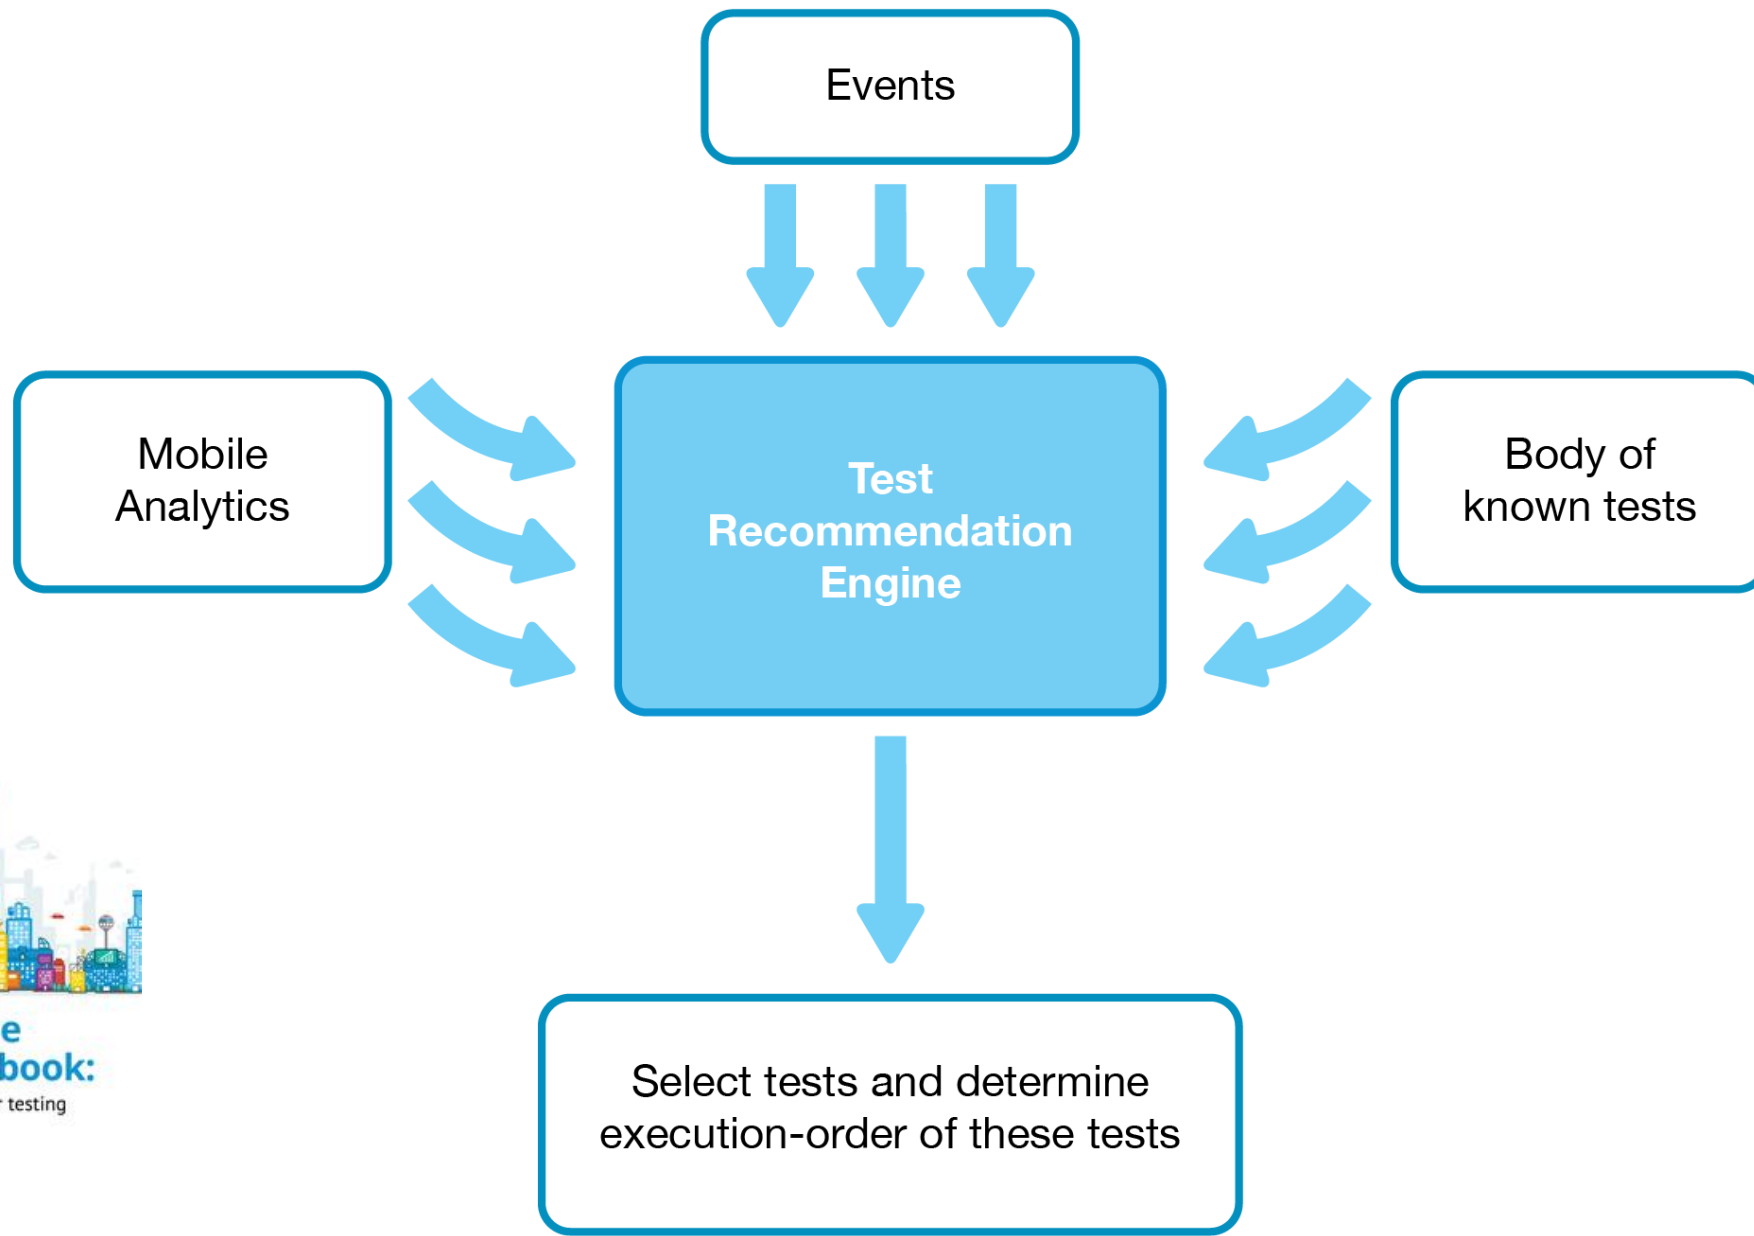 Events
Mobile
Analytics
Test
Recommendation
Engine
Body of
known tests
Select tests and determine
execution-order of these tests
e
book:
testing